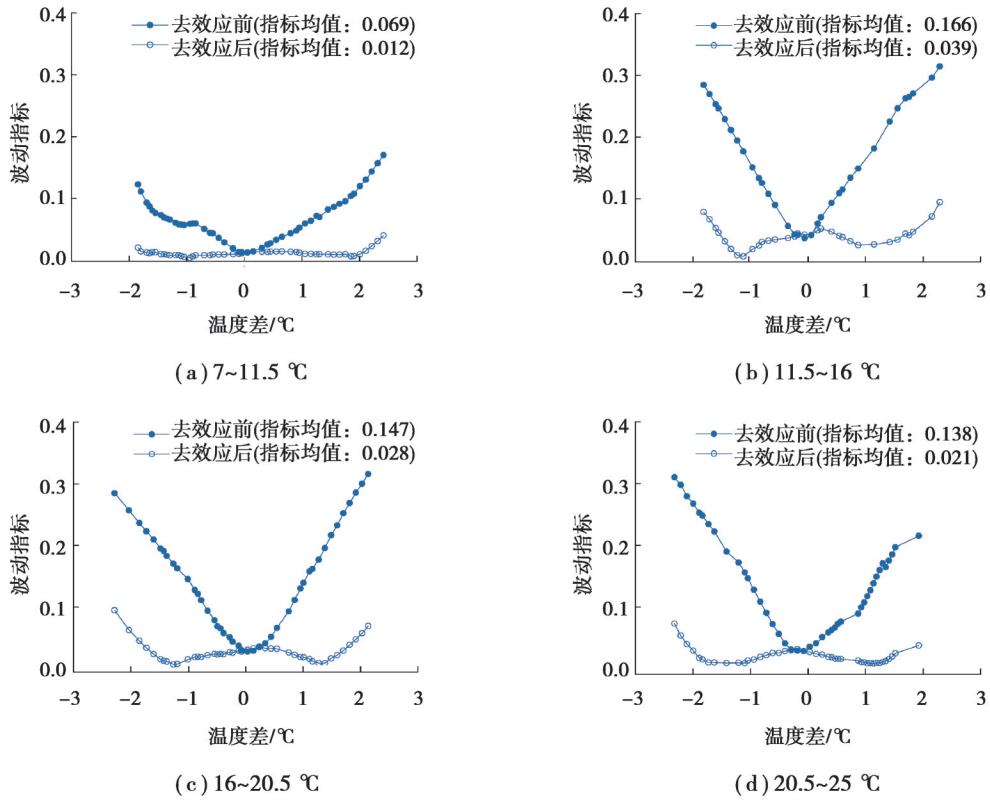 0.4
去效应前(指标均值：0.069)
去效应后(指标均值：0.012)
0.3
0.2
0.1
0.0
波动指标
−3 −2 −1 0 1 2 3
温度差/℃
(a) 7~11.5 ℃
0.4
去效应前(指标均值：0.166)
去效应后(指标均值：0.039)
0.3
0.2
0.1
0.0
波动指标
−3 −2 −1 0 1 2 3
温度差/℃
(b) 11.5~16 ℃
0.4
去效应前(指标均值：0.147)
去效应后(指标均值：0.028)
0.3
0.2
0.1
0.0
波动指标
−3 −2 −1 0 1 2 3
温度差/℃
(c) 16~20.5 ℃
0.4
去效应前(指标均值：0.138)
去效应后(指标均值：0.021)
0.3
0.2
0.1
0.0
波动指标
−3 −2 −1 0 1 2 3
温度差/℃
(d) 20.5~25 ℃